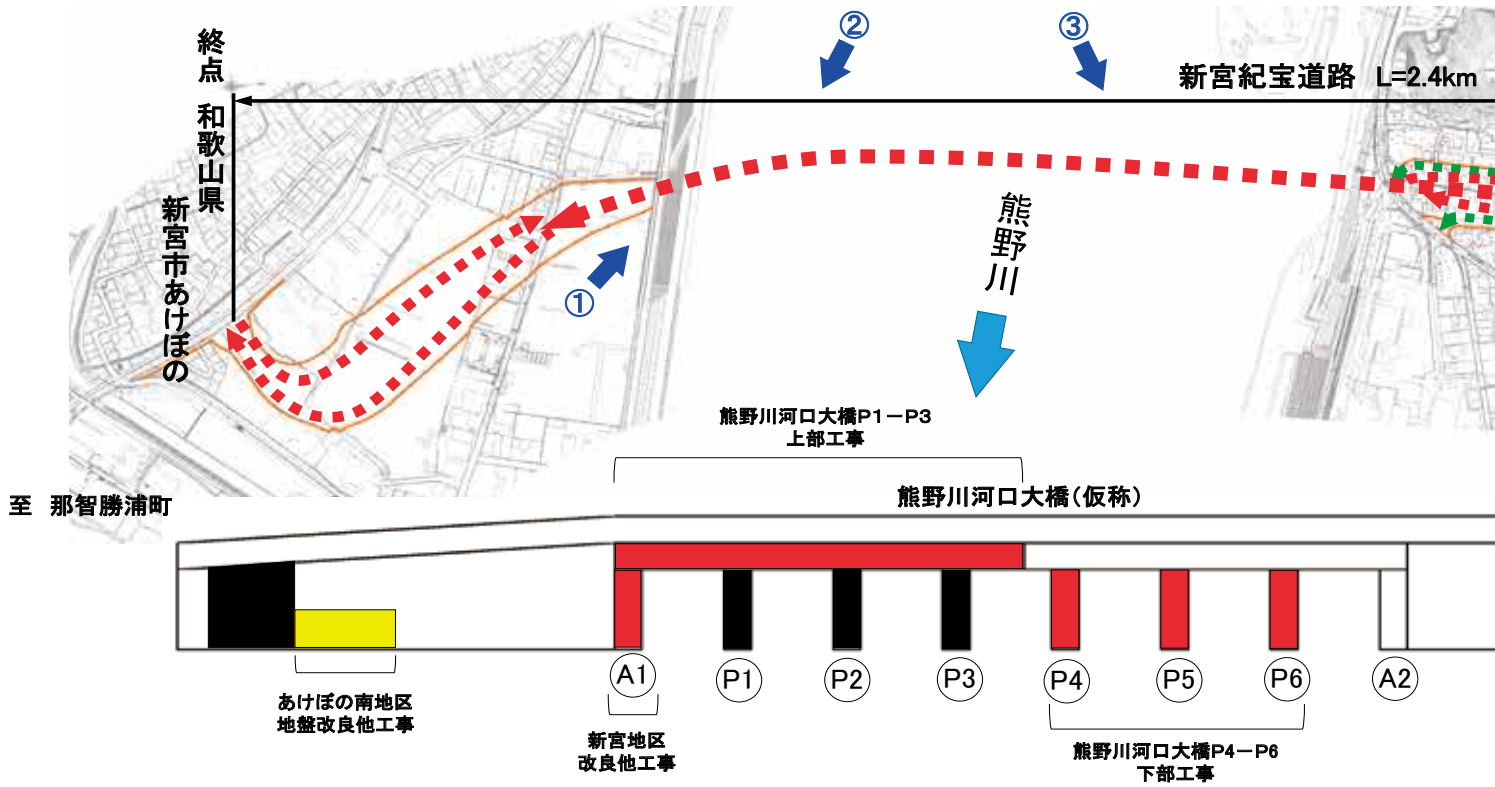 ②
③
新宮紀宝道路 L=2.4km
終点 和歌山県
新宮市あけぼの
①
熊野川
熊野川河口大橋P1－P3
上部工事
至 那智勝浦町
熊野川河口大橋(仮称)
A1
P1
P2
P3
P4
P5
P6
A2
あけぼの南地区
地盤改良他工事
新宮地区
改良他工事
熊野川河口大橋P4－P6
下部工事